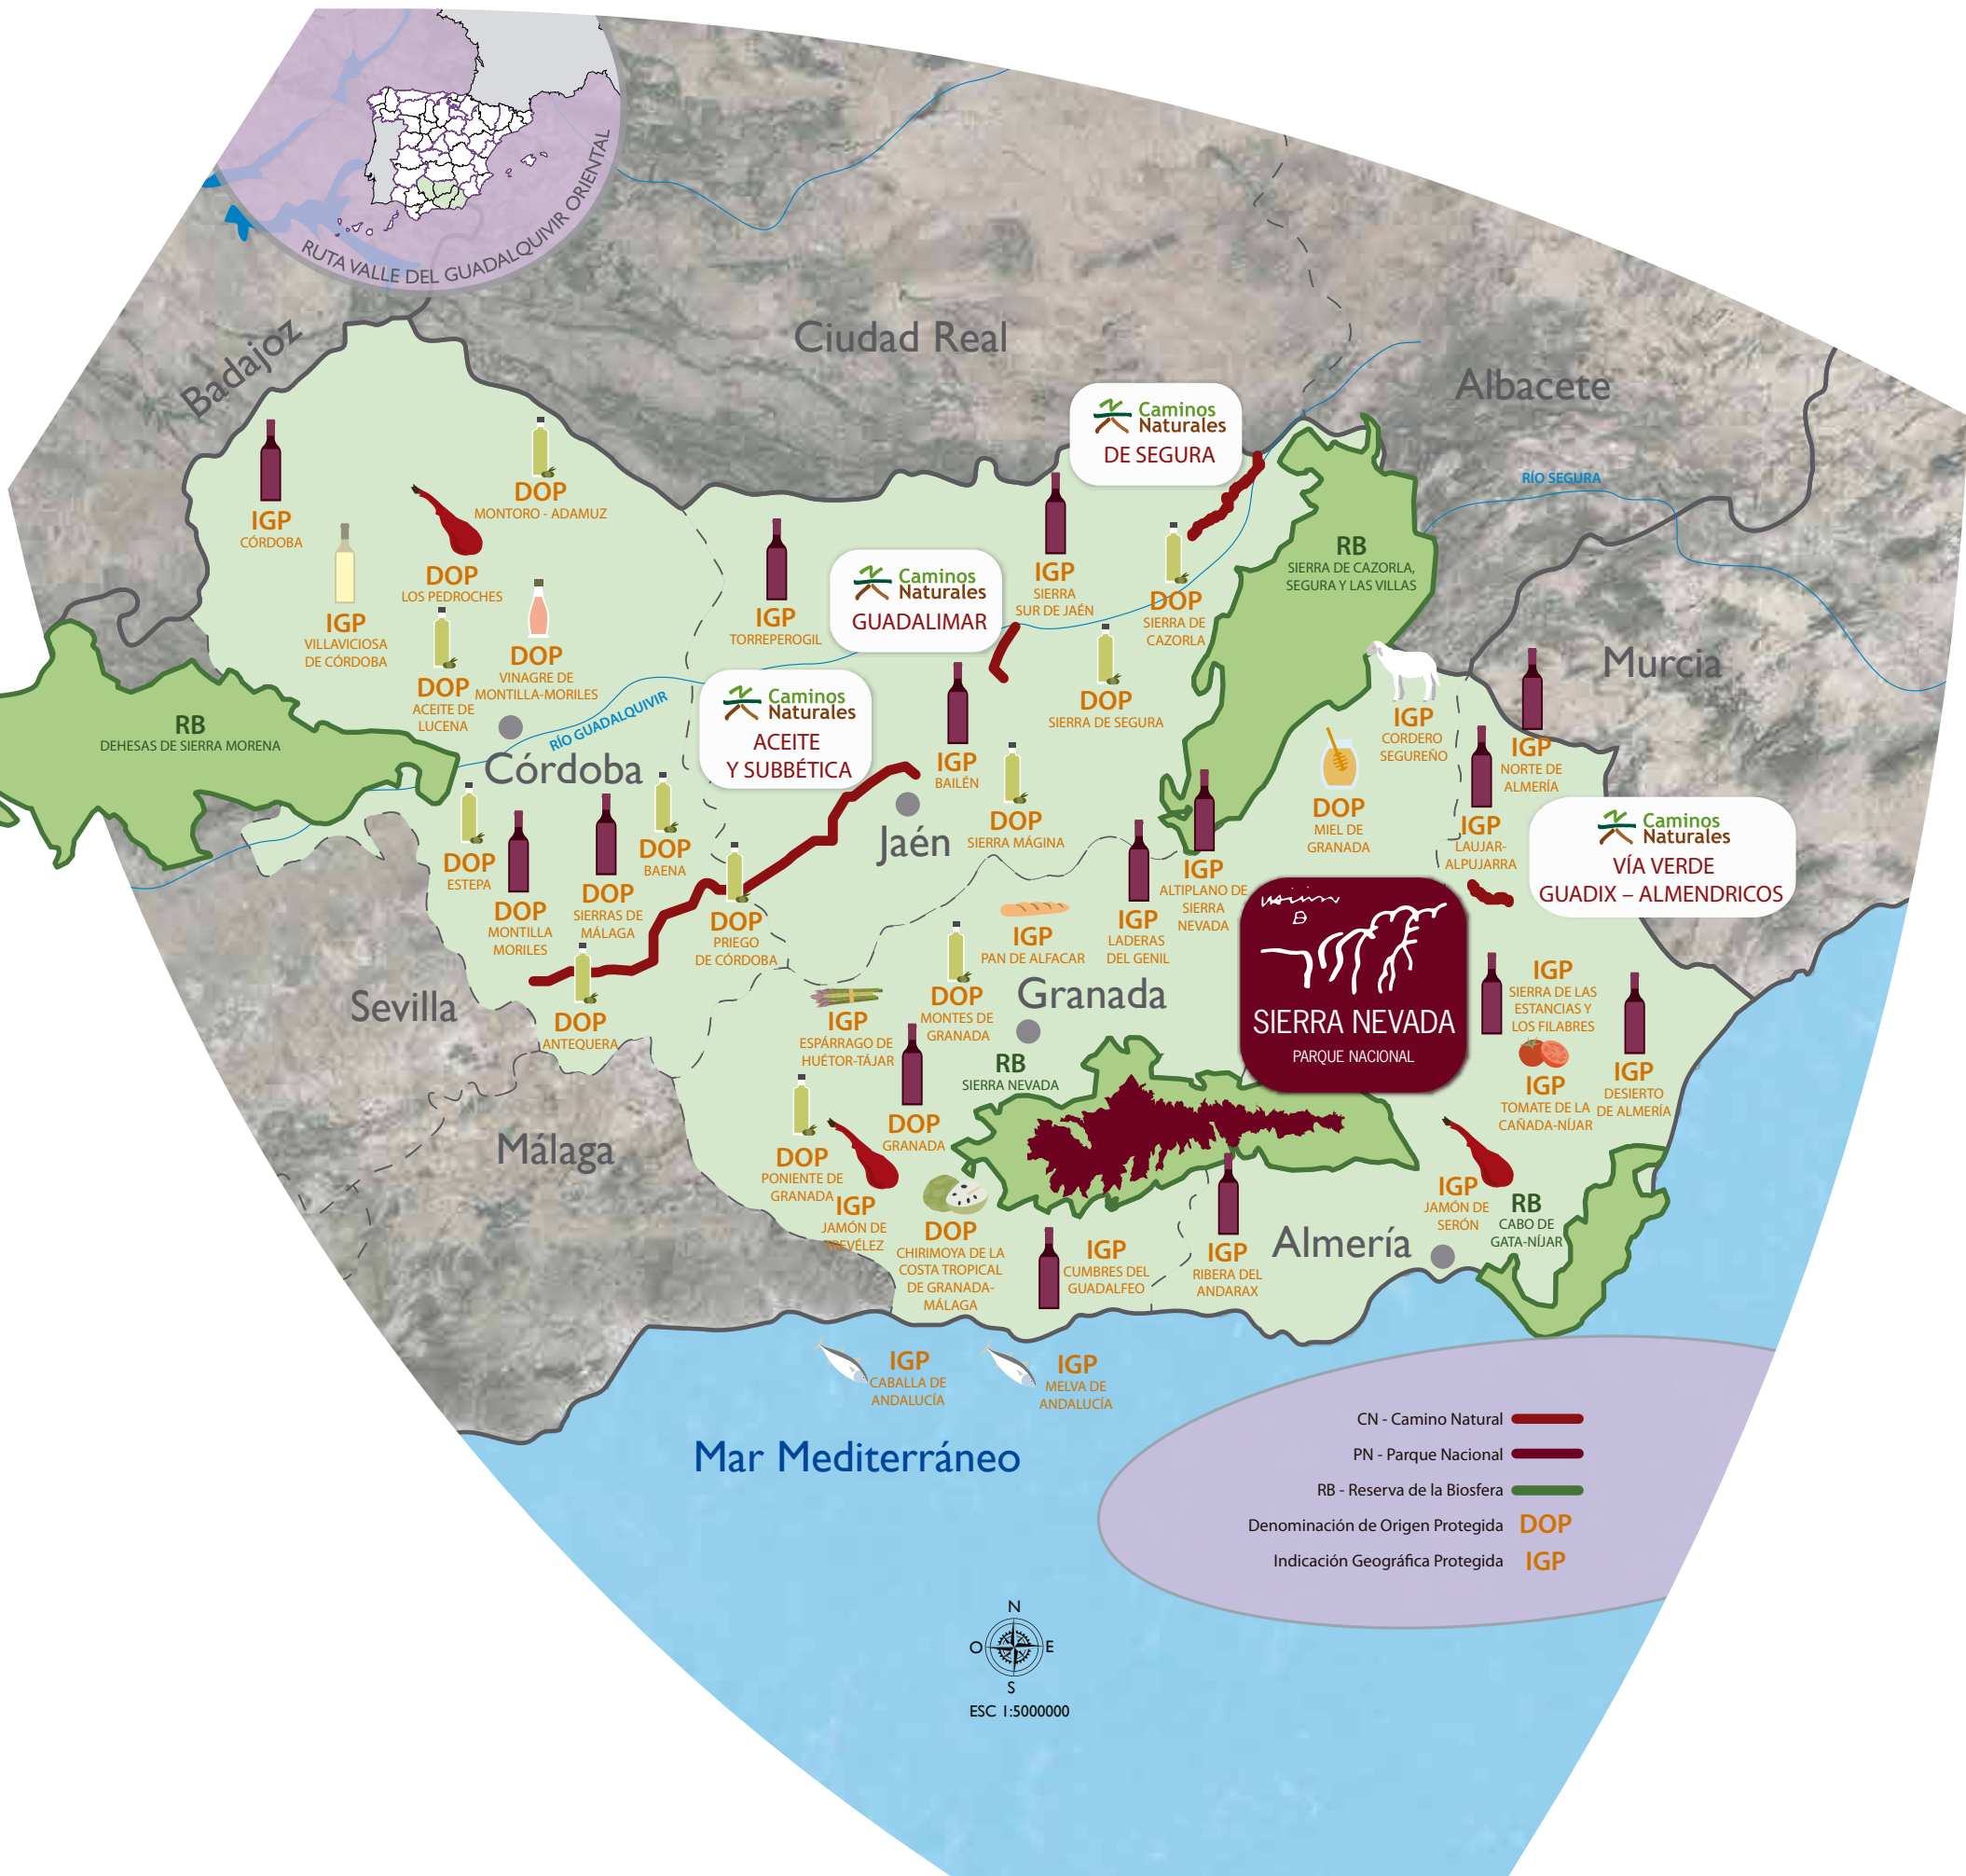 RUTA VALLE DEL GUADALQUIVIR ORIENTAL
Badajoz
Ciudad Real
Albacete
Caminos
Naturales
DE SEGURA
RÍO SEGURA
IGP
CÓRDOBA
DOP
MONTORO - ADAMUZ
DOP
LOS PEDROCHES
IGP
VILLAVICIOSA
DE CÓRDOBA
DOP
VINAGRE DE
MONTILLA-MORILES
DOP
ACEITE DE
LUCENA
IGP
TORREPEROGIL
Caminos
Naturales
GUADALIMAR
IGP
SIERRA
SUR DE JAÉN
DOP
SIERRA DE
CAZORLA
RB
SIERRA DE CAZORLA,
SEGURA Y LAS VILLAS
DOP
SIERRA DE SEGURA
Murcia
RB
DEHESAS DE SIERRA MORENA
RÍO GUADALQUIVIR
Córdoba
Caminos
Naturales
ACEITE
Y SUBBÉTICA
IGP
BAILÉN
IGP
CORDERO
SEGUREÑO
IGP
NORTE DE
ALMERÍA
DOP
MIEL DE
GRANADA
IGP
LAUJAR-
ALPUJARRA
Caminos
Naturales
VÍA VERDE
GUADIX – ALMENDRICOS
Jaén
DOP
SIERRA MÁGINA
DOP
ESTEPA
DOP
MONTILLA
MORILES
DOP
SIERRAS DE
MÁLAGA
DOP
BAENA
DOP
PRIEGO
DE CÓRDOBA
IGP
ALTIPLANO DE
SIERRA
NEVADA
IGP
LADERAS
DEL GENIL
IGP
PAN DE ALFACAR
Sevilla
DOP
ANTEQUERA
IGP
ESPÁRRAGO DE
HUÉTOR-TÁJAR
DOP
MONTES DE
GRANADA
Granada
SIERRA NEVADA
PARQUE NACIONAL
IGP
SIERRA DE LAS
ESTANCIAS Y
LOS FILABRES
IGP
TOMATE DE LA
CAÑADA-NÍJAR
IGP
DESIERTO
DE ALMERÍA
RB
SIERRA NEVADA
Málaga
DOP
GRANADA
DOP
PONIENTE DE
GRANADA
IGP
JAMÓN DE
TREVÉLEZ
DOP
CHIRIMOYA DE LA
COSTA TROPICAL
DE GRANADA-
MÁLAGA
IGP
CUMBRES DEL
GUADALFEO
IGP
RIBERA DEL
ANDARAX
Almería
IGP
JAMÓN DE
SERÓN
RB
CABO DE
GATA-NÍJAR
IGP
CABALLA DE
ANDALUCÍA
IGP
MELVA DE
ANDALUCÍA
Mar Mediterráneo
CN - Camino Natural
PN - Parque Nacional
RB - Reserva de la Biosfera
Denominación de Origen Protegida DOP
Indicación Geográfica Protegida IGP
N
O E
S
ESC 1:5000000